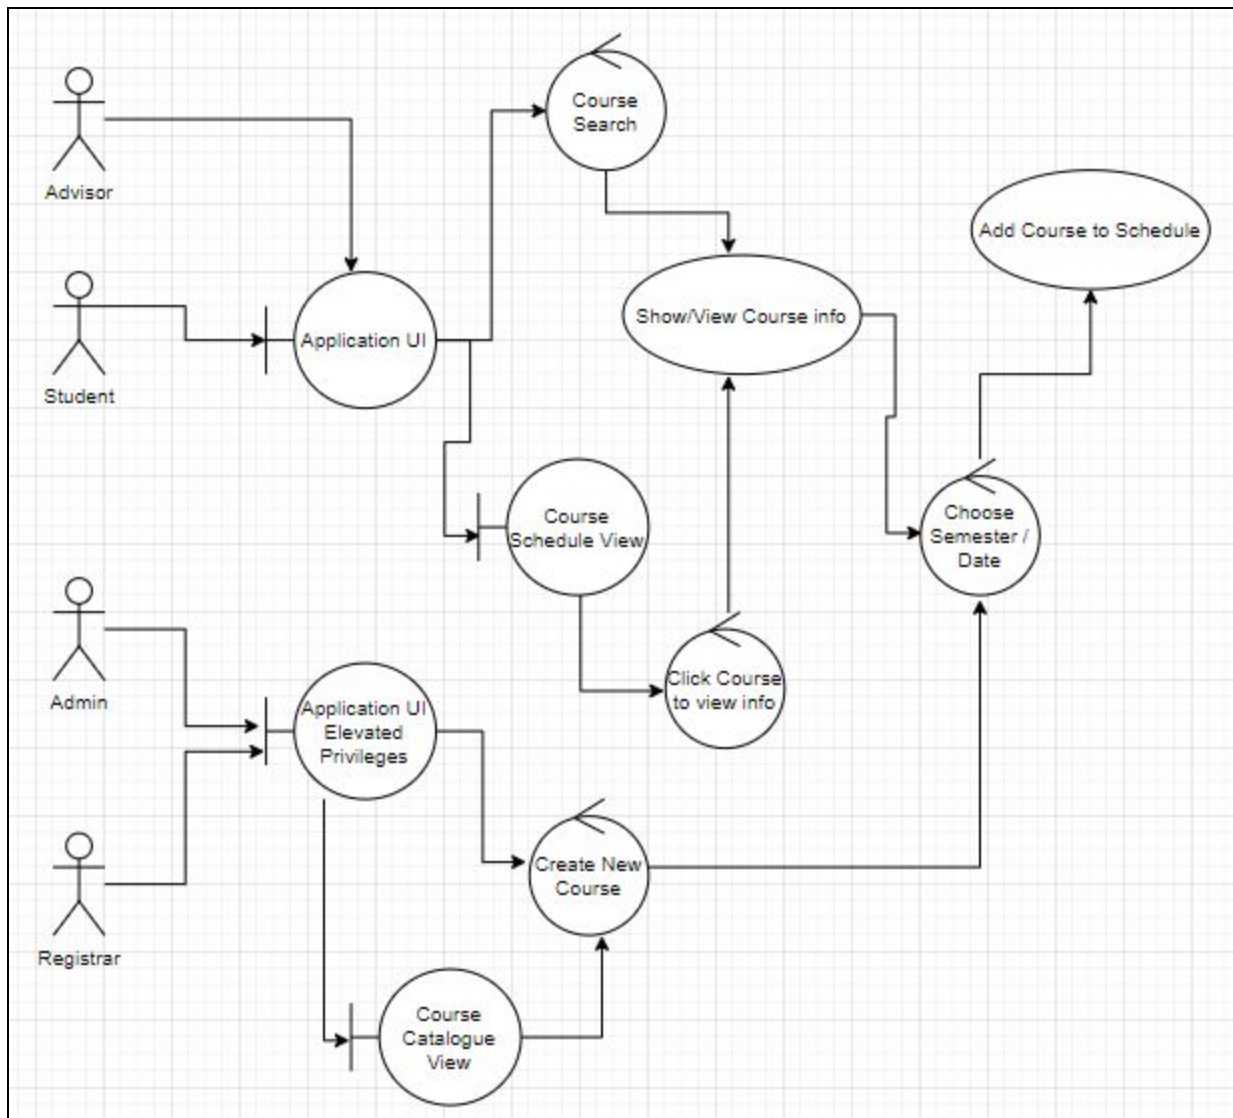 Course
Search
Advisor
Add Course to Schedule
Show/View Course info
Application UI
Student
Course
Schedule View
Choose
Semester /
Date
Click Course
to view info
Admin
Application UI
Elevated
Privileges
Create New
Course
Registrar
Course
Catalogue
View